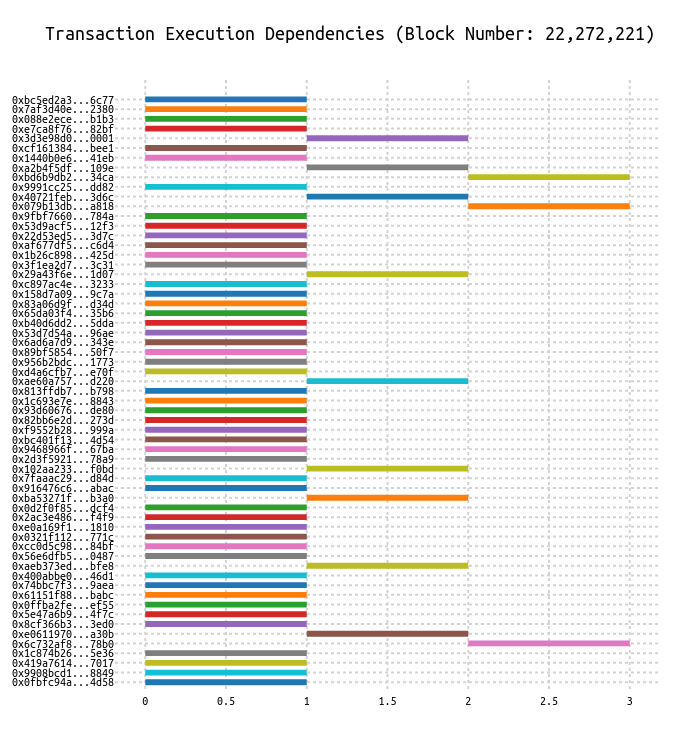 Transaction Execution Dependencies (Block Number: 22,272,221)
0xbc5ed2a3...6c77
0x7af3d40e...2380
0x088e2ece...b1b3
0xe7ca8f76...82bf
0x3d3e98d0...0001
0xcf161384...bee1
0x1440b0e6...41eb
0xa2b4f5df...109e
0xbd6b9db2...34ca
0x9991cc25...dd82
0x40721feb...3d6c
0x079b13db...a818
0x9fbf7660...784a
0x53d9acf5...12f3
0x22d53ed5...3d7c
0xaf677df5...c6d4
0x1b26c898...425d
0x3f1ea2d7...3c31
0x29a43f6e...1d07
0xc897ac4e...3233
0x158d7a09...9c7a
0x83a06d9f...d34d
0x65da03f4...35b6
0xb40d6dd2...5dda
0x53d7d54a...96ae
0x6ad6a7d9...343e
0x89bf5854...50f7
0x956b2bdc...1773
0xd4a6cfb7...e70f
0xae60a757...d220
0x813ffdb7...b798
0x1c693e7e...8843
0x93d60676...de80
0x82bb6e2d...273d
0xf9552b28...999a
0xbc401f13...4d54
0x9468966f...67ba
0x2d3f5921...78a9
0x102aa233...f0bd
0x7faaac29...d84d
0x916476c6...abac
0xba53271f...b3a0
0x0d2f0f85...dcf4
0x2ac3e486...f4f9
0xe0a169f1...1810
0x0321f112...771c
0xcc0d5c98...84bf
0x56e6dfb5...0487
0xaeb373ed...bfe8
0x400abbe0...46d1
0x74bbc7f3...9aea
0x61151f88...babc
0x0ffba2fe...ef55
0x5e47a6b9...4f7c
0x8cf366b3...3ed0
0xe0611970...a30b
0x6c732af8...78b0
0x1c874b26...5e36
0x419a7614...7017
0x9908bcd1...8849
0x0fbfc94a...4d58
0 0.5 1 1.5 2 2.5 3